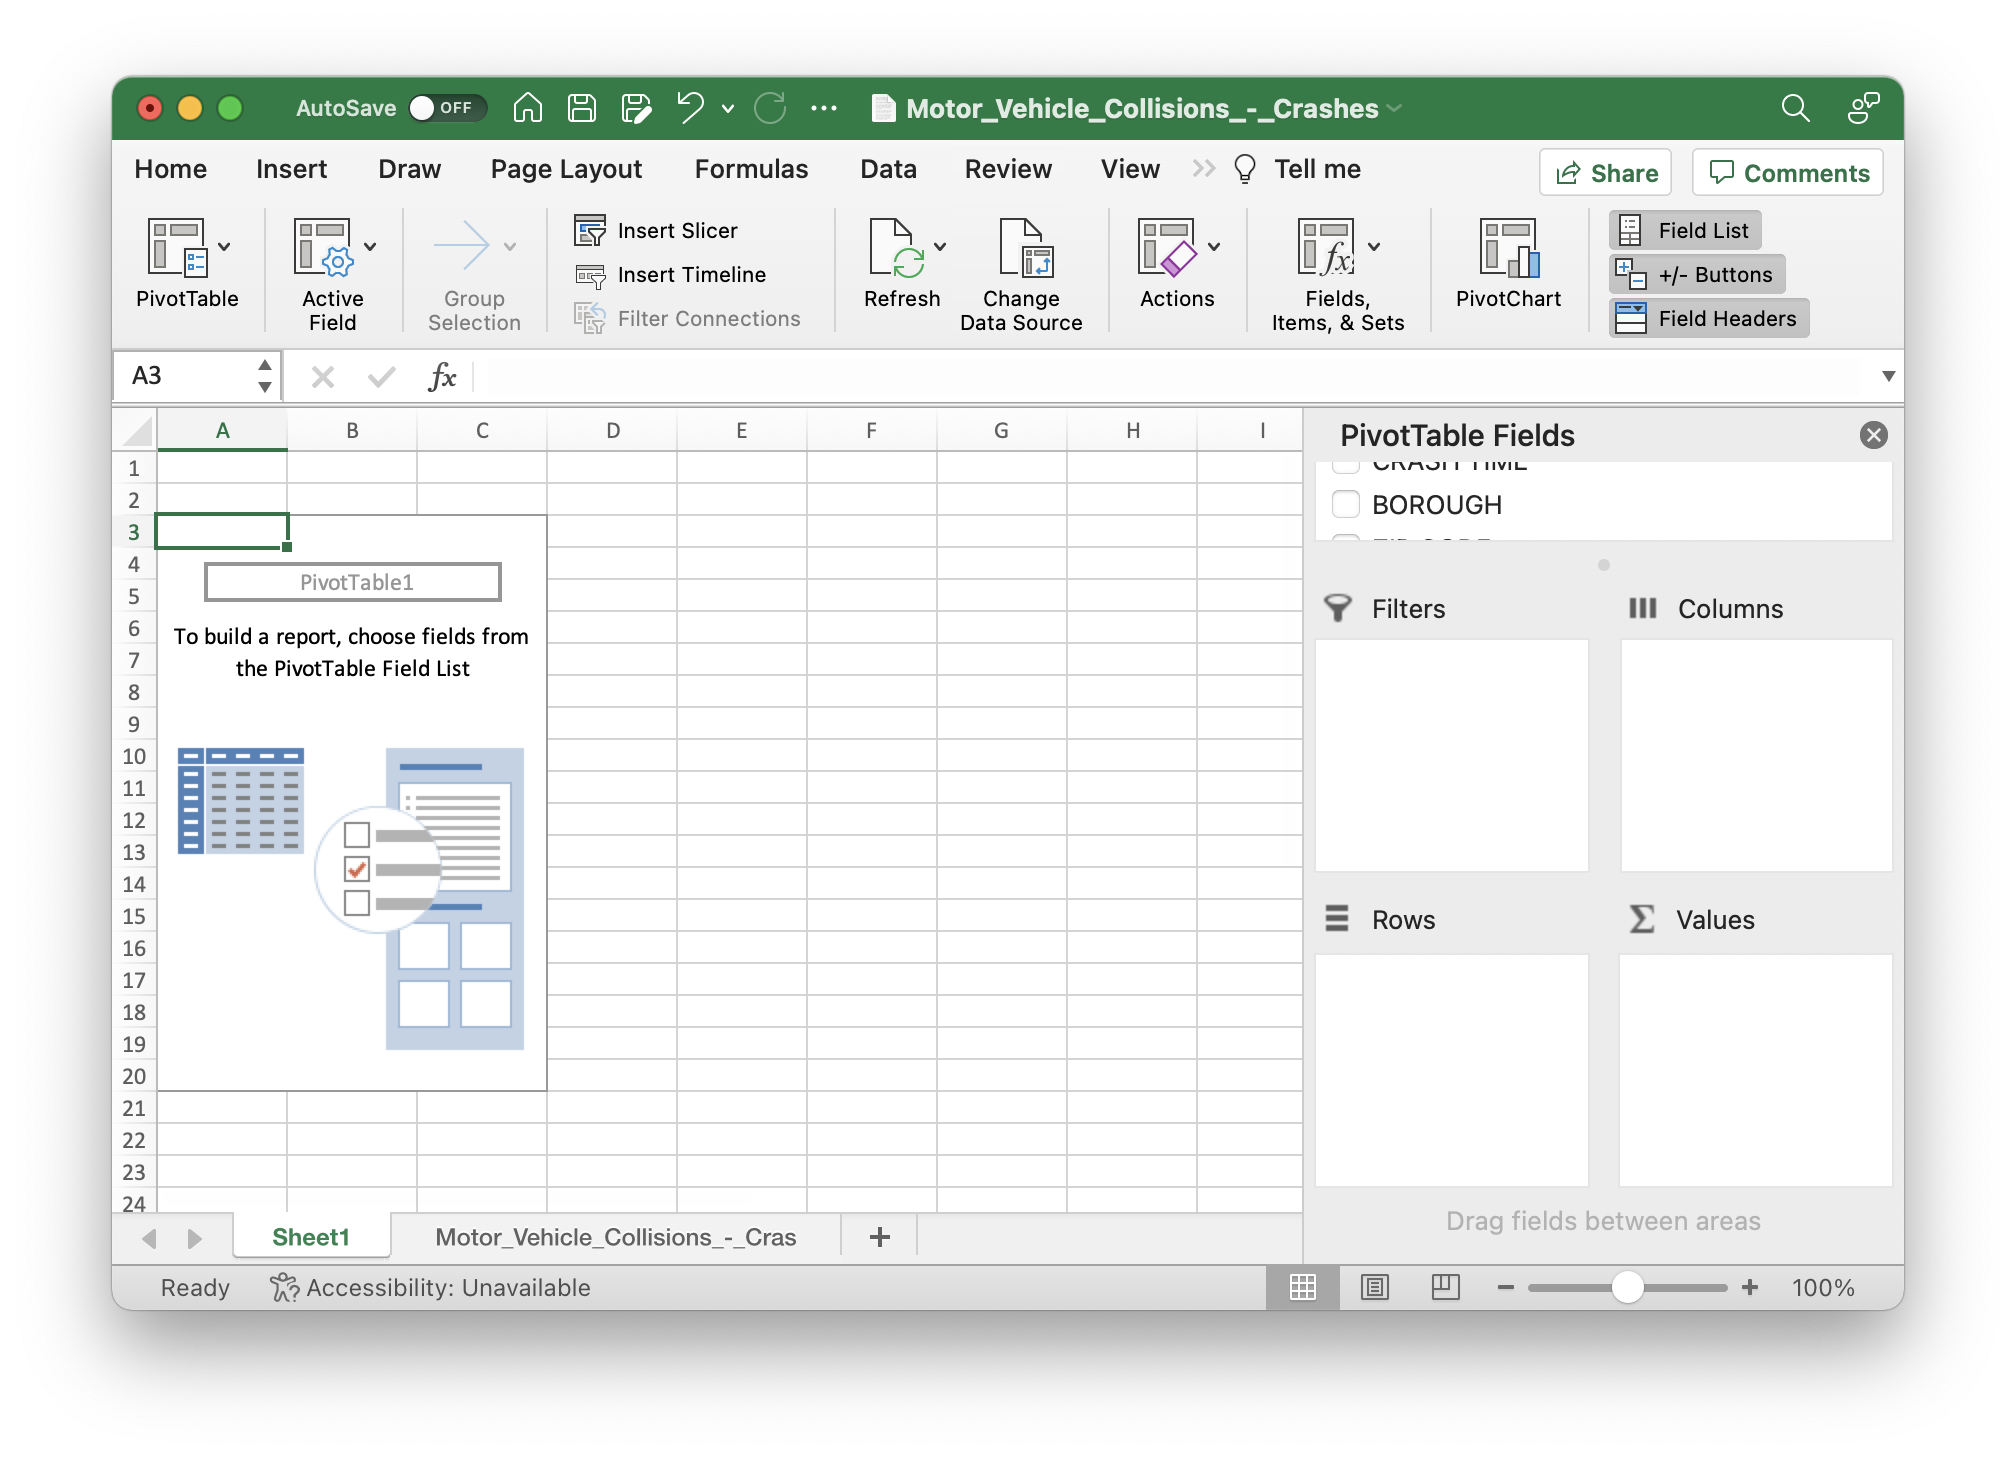 AutoSave OFF Motor_Vehicle_Collisions_-_Crashes
Home Insert Draw Page Layout Formulas Data Review View Tell me Share Comments
PivotTable
Active
Field
Group
Selection
Insert Slicer
Insert Timeline
Filter Connections
Refresh
Change
Data Source
Actions
Fields,
Items, & Sets
PivotChart
Field List
+/- Buttons
Field Headers
A3 fx
A B C D E F G H I
1
2
3
4
5
6
7
8
9
10
11
12
13
14
15
16
17
18
19
20
21
22
23
24
PivotTable1
To build a report, choose fields from
the PivotTable Field List
PivotTable Fields
CRASH TIME
BOROUGH
ZIP CODE
Filters
Columns
Rows
Values
Drag fields between areas
Sheet1 Motor_Vehicle_Collisions_-_Cras
Ready Accessibility: Unavailable 100%